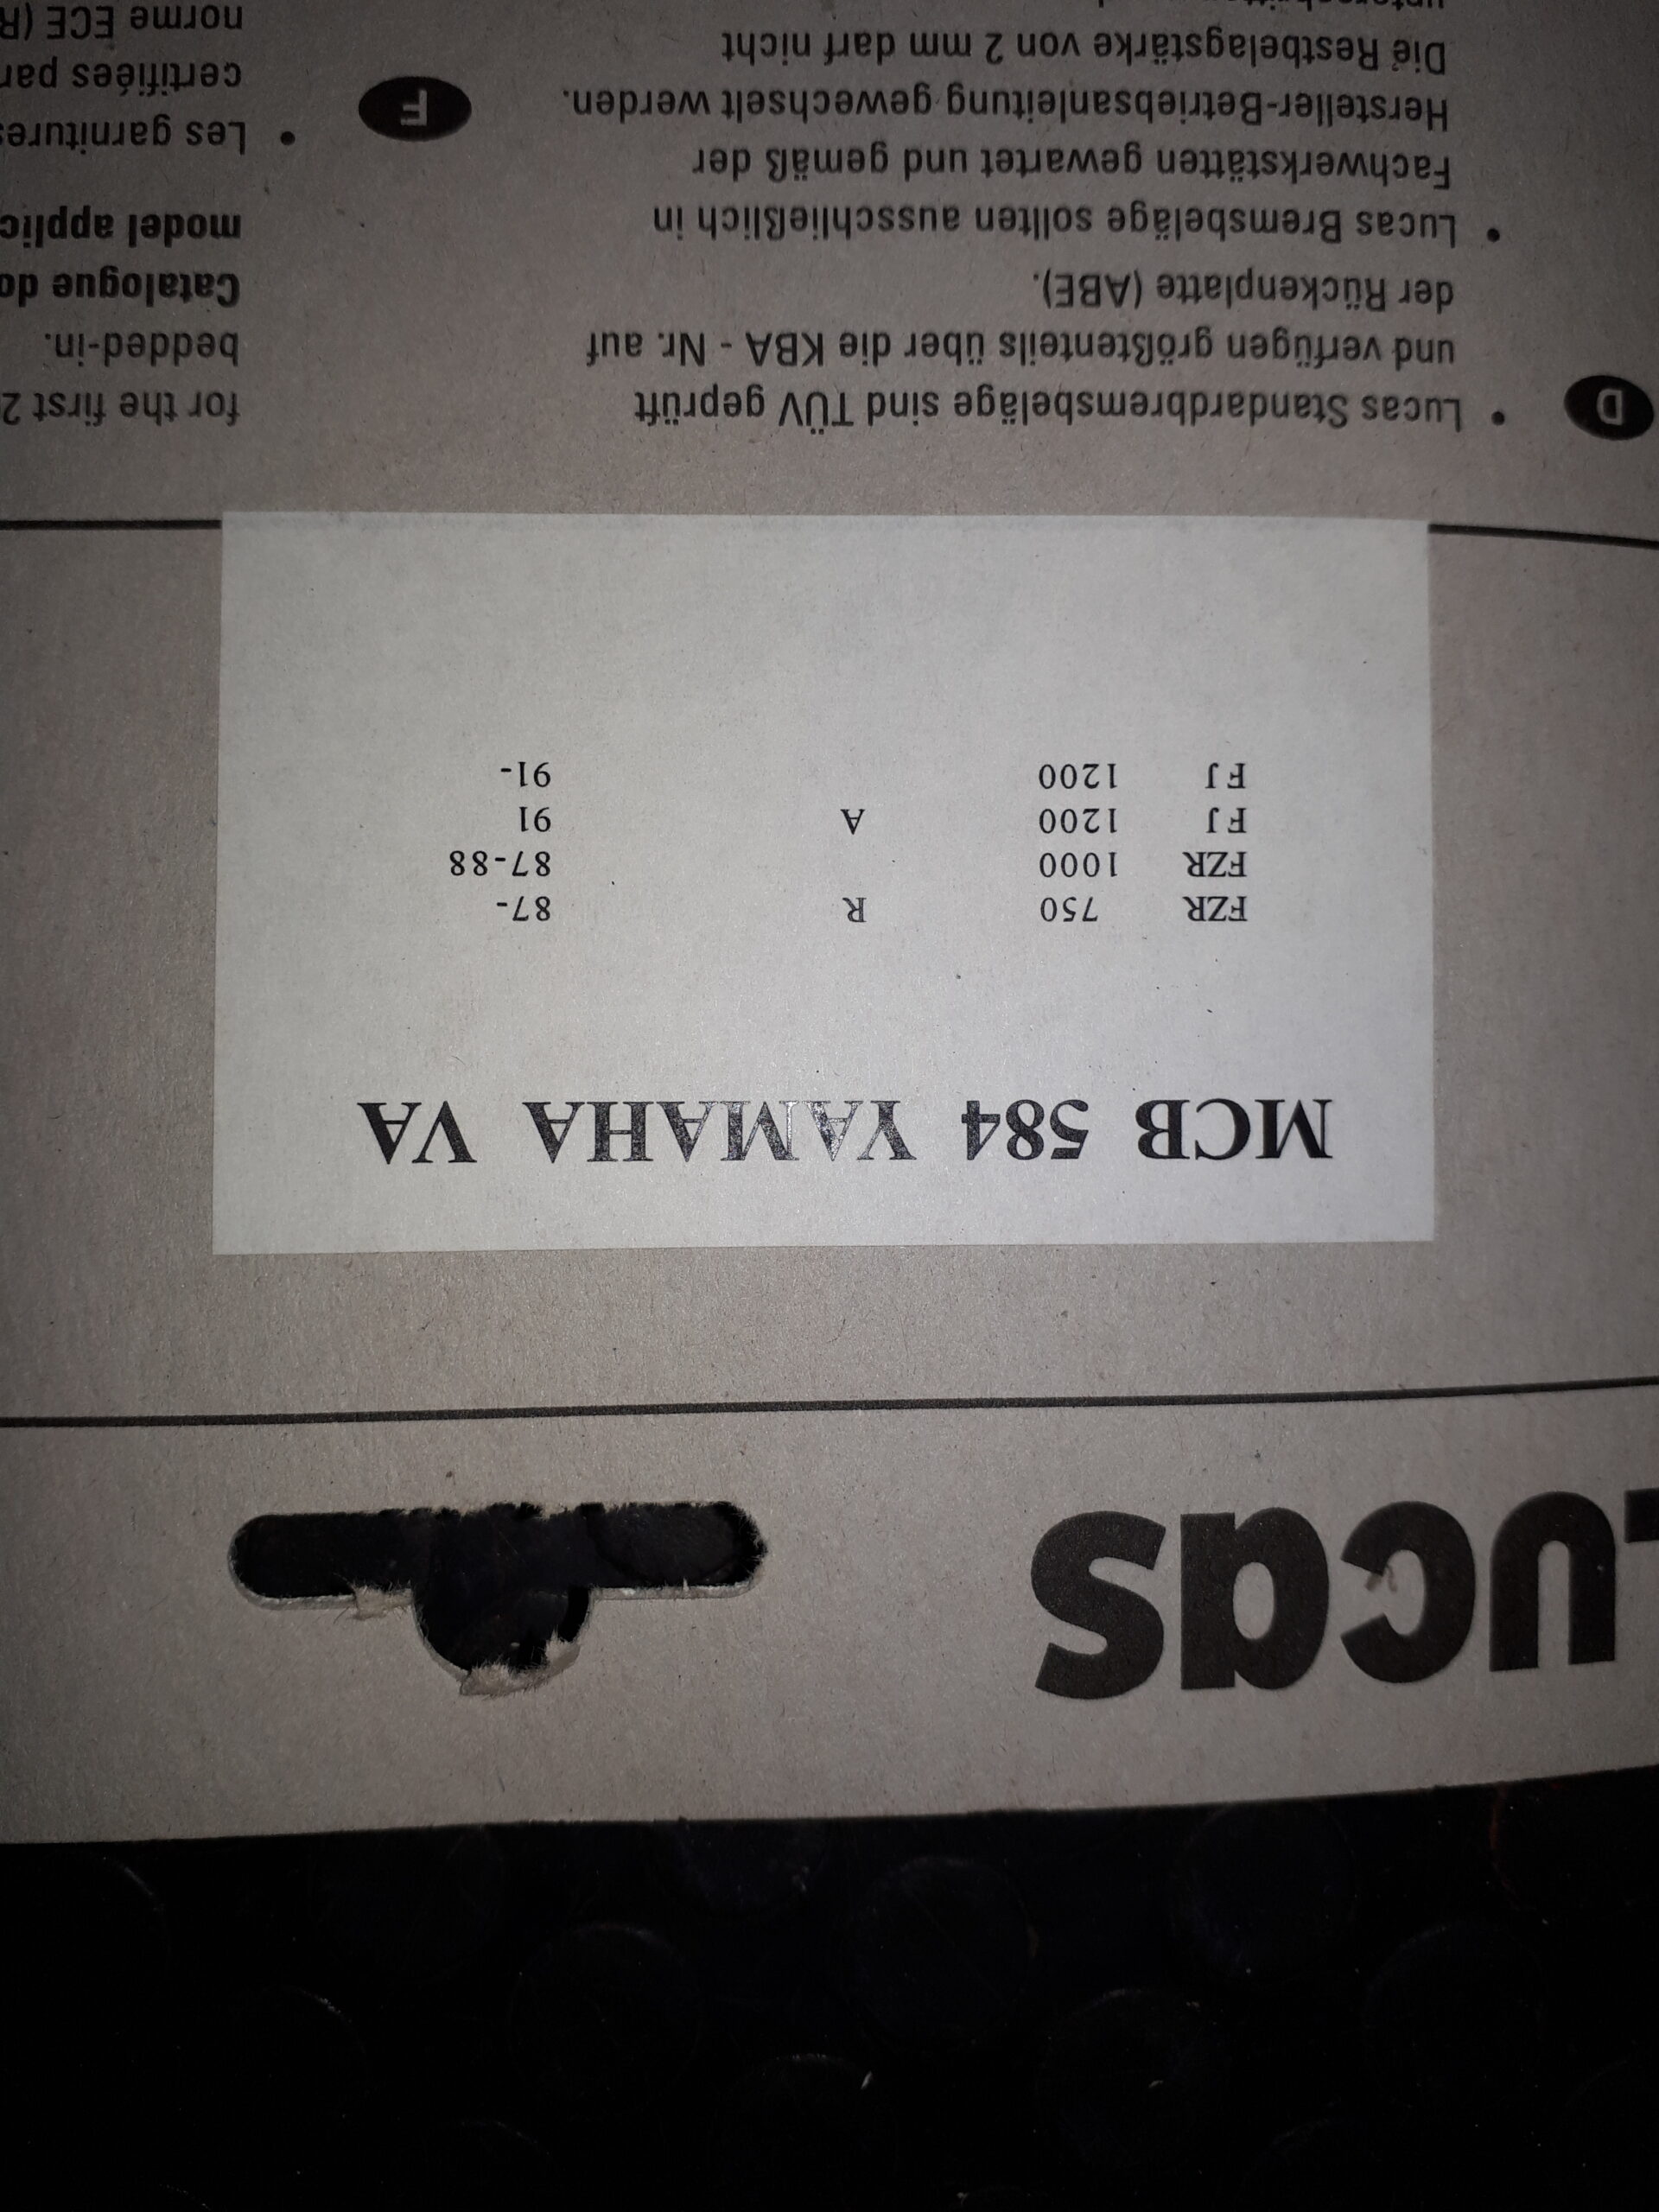 Lucas
MCB 584 YAMAHA VA
FZR 750 R 87-
FZR 1000 87-88
FJ 1200 A 91
FJ 1200 91-
D
• Lucas Standardbremsbeläge sind TÜV geprüft
und verfügen größtenteils über die KBA - Nr. auf
der Rückenplatte (ABE).
• Lucas Bremsbeläge sollten ausschließlich in
Fachwerkstätten gewartet und gemäß der
Hersteller-Betriebsanleitung gewechselt werden.
Die Restbelagstärke von 2 mm darf nicht
for the first 2
bedded-in.
Catalogue do
model applic
F
• Les garnitures
certifiées par
norme ECE (R